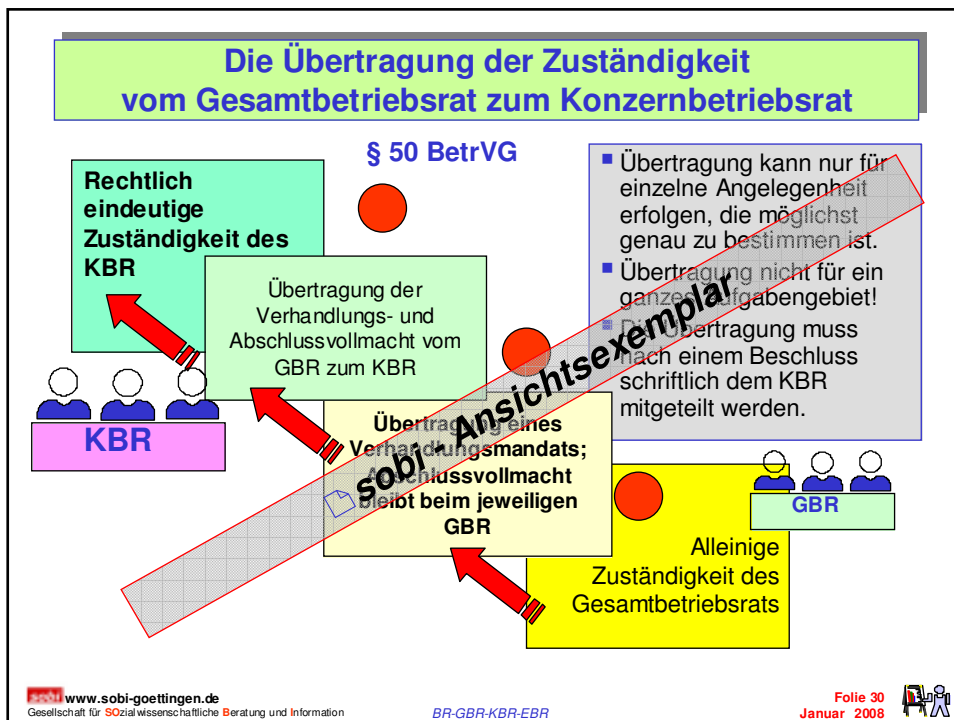 Die Übertragung der Zuständigkeit
vom Gesamtbetriebsrat zum Konzernbetriebsrat
§ 50 BetrVG
Rechtlich
eindeutige
Zuständigkeit des
KBR
Übertragung der
Verhandlungs- und
Abschlussvollmacht vom
GBR zum KBR
Übertragung eines
Verhandlungsmandats;
Abschlussvollmacht
bleibt beim jeweiligen
GBR
Alleinige
Zuständigkeit des
Gesamtbetriebsrats
Übertragung kann nur für
einzelne Angelegenheit
erfolgen, die möglichst
genau zu bestimmen ist.
Übertragung nicht für ein
ganzes Aufgabengebiet!
Die Übertragung muss
nach einem Beschluss
schriftlich dem KBR
mitgeteilt werden.
KBR
GBR
sobi - Ansichtsexemplar
sobi www.sobi-goettingen.de
Gesellschaft für SOzialwissenschaftliche Beratung und Information
BR-GBR-KBR-EBR
Folie 30
Januar 2008